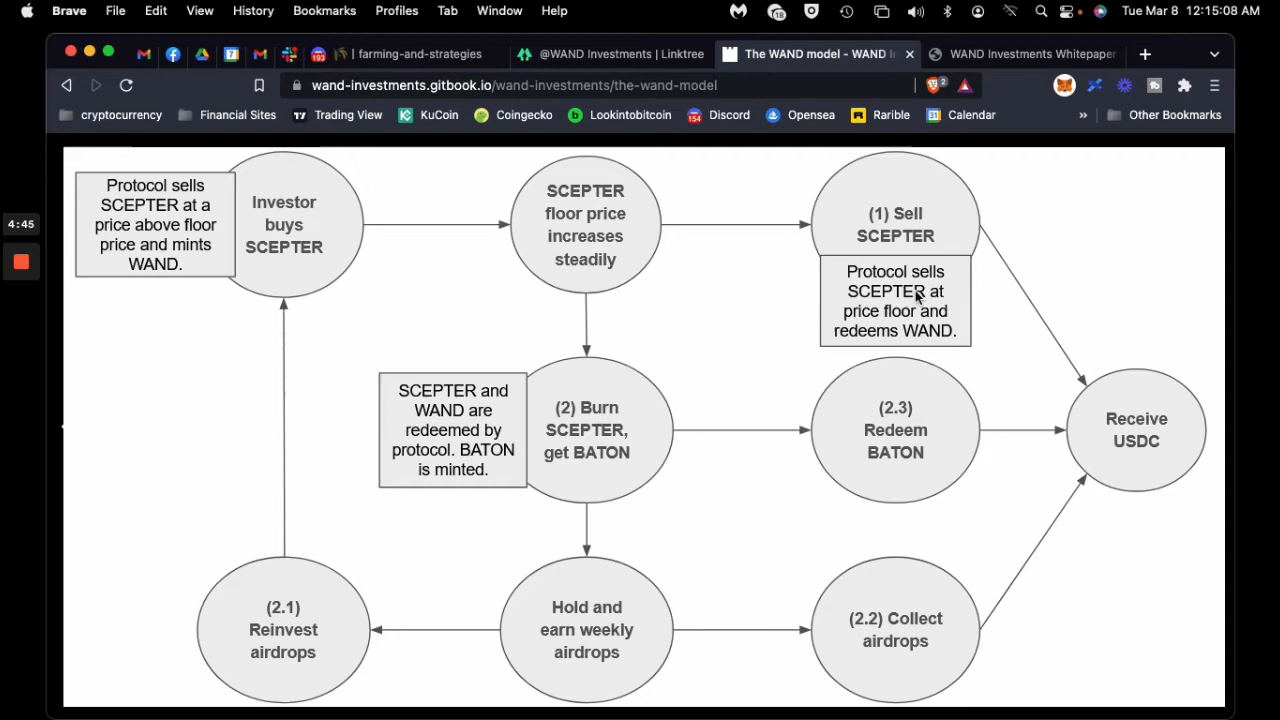 Brave File Edit View History Bookmarks Profiles Tab Window Help 18 Tue Mar 8 12:15:08 AM
193 | farming-and-strategies @WAND Investments | Linktree The WAND model - WAND I WAND Investments Whitepaper
wand-investments.gitbook.io/wand-investments/the-wand-model 2
cryptocurrency Financial Sites Trading View KuCoin Coingecko Lookintobitcoin 154 Discord Opensea Rarible 31 Calendar » Other Bookmarks
4:45
Protocol sells
SCEPTER at a
price above floor
price and mints
WAND.
Investor
buys
SCEPTER
SCEPTER
floor price
increases
steadily
(1) Sell
SCEPTER
Protocol sells
SCEPTER at
price floor and
redeems WAND.
SCEPTER and
WAND are
redeemed by
protocol. BATON
is minted.
(2) Burn
SCEPTER,
get BATON
(2.3)
Redeem
BATON
Receive
USDC
(2.1)
Reinvest
airdrops
Hold and
earn weekly
airdrops
(2.2) Collect
airdrops